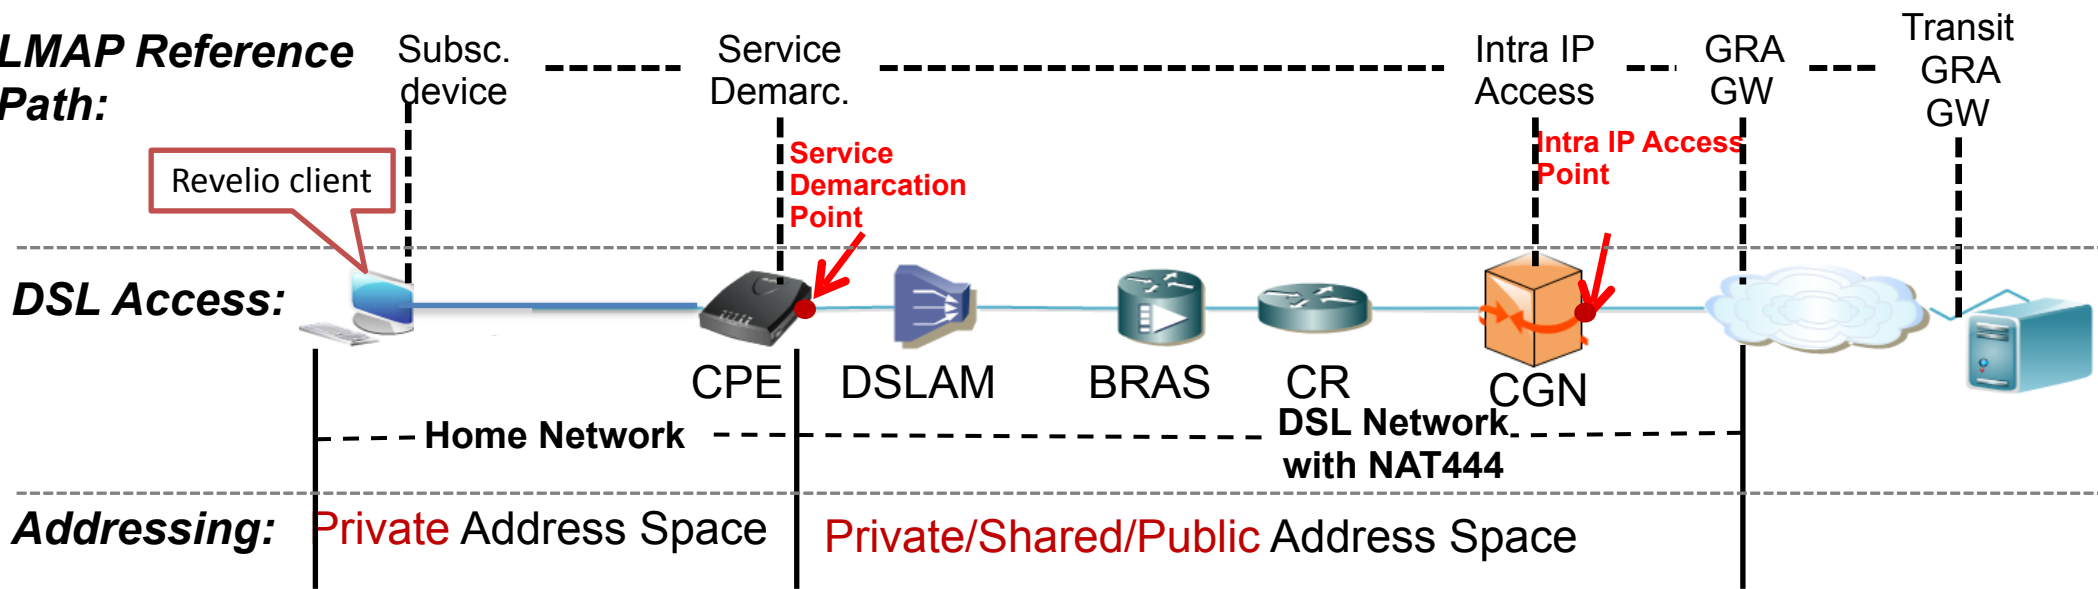 LMAP Reference
Path:
Subsc.
device
Service
Demarc.
Intra IP
Access
GRA
GW
Transit
GRA
GW
Revelio client
Service
Demarcation
Point
Intra IP Access
Point
DSL Access:
CPE
DSLAM
BRAS
CR
CGN
Home Network
DSL Network
with NAT444
Addressing:
Private Address Space
Private/Shared/Public Address Space